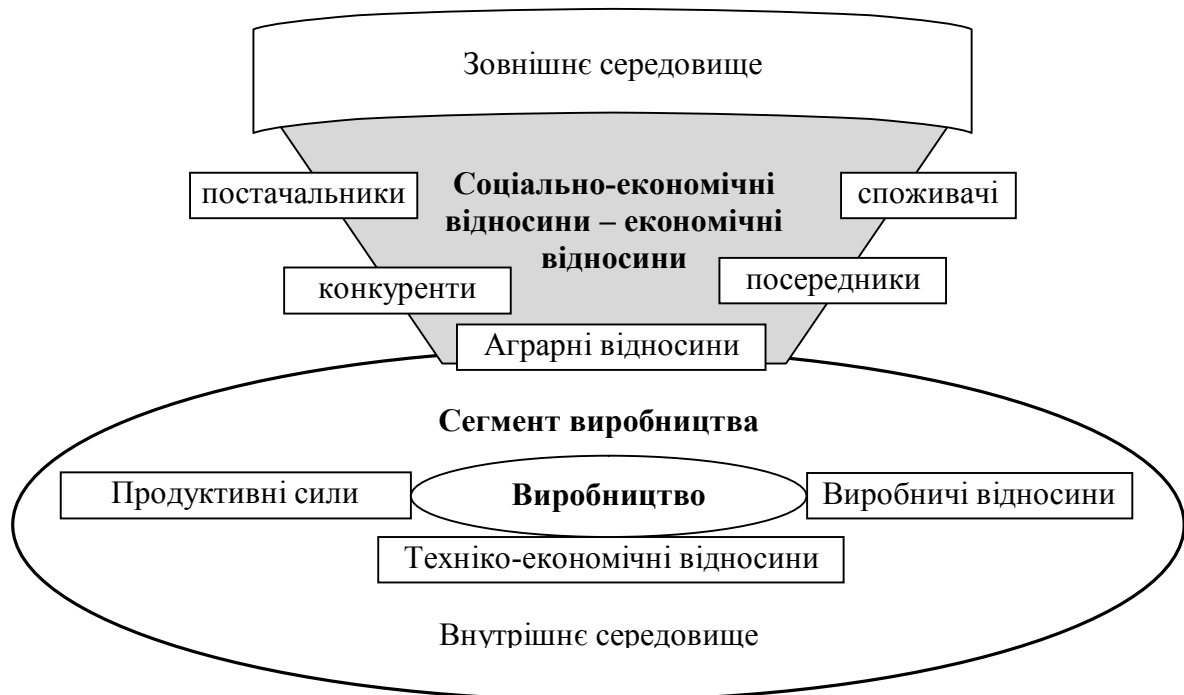 Зовнішнє середовище
постачальники
Соціально-економічні
відносини – економічні
відносини
споживачі
конкуренти
посередники
Аграрні відносини
Сегмент виробництва
Продуктивні сили
Виробництво
Виробничі відносини
Техніко-економічні відносини
Внутрішнє середовище